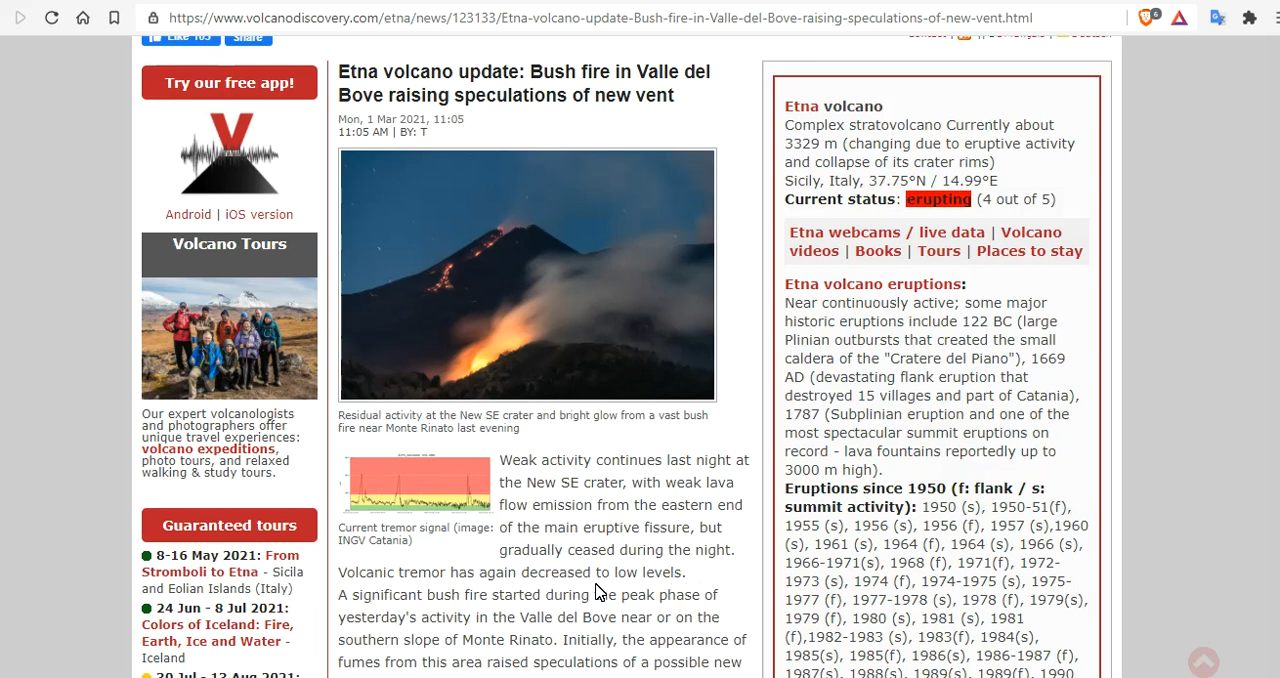 https://www.volcanodiscovery.com/etna/news/123133/Etna-volcano-update-Bush-fire-in-Valle-del-Bove-raising-speculations-of-new-vent.html
6
Share
Try our free app!
Android | iOS version
Volcano Tours
Our expert volcanologists
and photographers offer
unique travel experiences:
volcano expeditions,
photo tours, and relaxed
walking & study tours.
Guaranteed tours
8-16 May 2021: From
Stromboli to Etna - Sicila
and Eolian Islands (Italy)
24 Jun - 8 Jul 2021:
Colors of Iceland: Fire,
Earth, Ice and Water -
Iceland
30 Jul - 13 Aug 2021:
Etna volcano update: Bush fire in Valle del
Bove raising speculations of new vent
Mon, 1 Mar 2021, 11:05
11:05 AM | BY: T
Residual activity at the New SE crater and bright glow from a vast bush
fire near Monte Rinato last evening
Current tremor signal (image:
INGV Catania)
Weak activity continues last night at
the New SE crater, with weak lava
flow emission from the eastern end
of the main eruptive fissure, but
gradually ceased during the night.
Volcanic tremor has again decreased to low levels.
A significant bush fire started during the peak phase of
yesterday's activity in the Valle del Bove near or on the
southern slope of Monte Rinato. Initially, the appearance of
fumes from this area raised speculations of a possible new
Etna volcano
Complex stratovolcano Currently about
3329 m (changing due to eruptive activity
and collapse of its crater rims)
Sicily, Italy, 37.75°N / 14.99°E
Current status: erupting (4 out of 5)
Etna webcams / live data | Volcano
videos | Books | Tours | Places to stay
Etna volcano eruptions:
Near continuously active; some major
historic eruptions include 122 BC (large
Plinian outbursts that created the small
caldera of the "Cratere del Piano"), 1669
AD (devastating flank eruption that
destroyed 15 villages and part of Catania),
1787 (Subplinian eruption and one of the
most spectacular summit eruptions on
record - lava fountains reportedly up to
3000 m high).
Eruptions since 1950 (f: flank / s:
summit activity): 1950 (s), 1950-51(f),
1955 (s), 1956 (s), 1956 (f), 1957 (s),1960
(s), 1961 (s), 1964 (f), 1964 (s), 1966 (s),
1966-1971(s), 1968 (f), 1971(f), 1972-
1973 (s), 1974 (f), 1974-1975 (s), 1975-
1977 (f), 1977-1978 (s), 1978 (f), 1979(s),
1979 (f), 1980 (s), 1981 (s), 1981
(f),1982-1983 (s), 1983(f), 1984(s),
1985(s), 1985(f), 1986(s), 1986-1987 (f),
1987(s), 1988(s), 1989(s), 1989(f), 1990